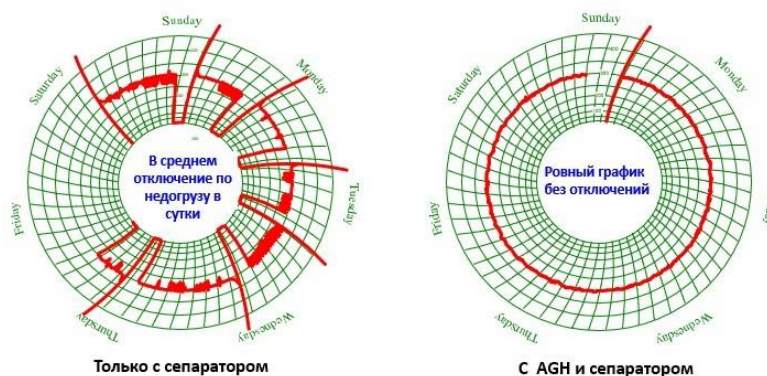 Sunday
Monday
Tuesday
Wednesday
Thursday
Friday
Saturday
В среднем
отключение по
недогрузу в
сутки
Только с сепаратором
Sunday
Monday
Wednesday
Thursday
Friday
Saturday
Ровный график
без отключений
С AGH и сепаратором